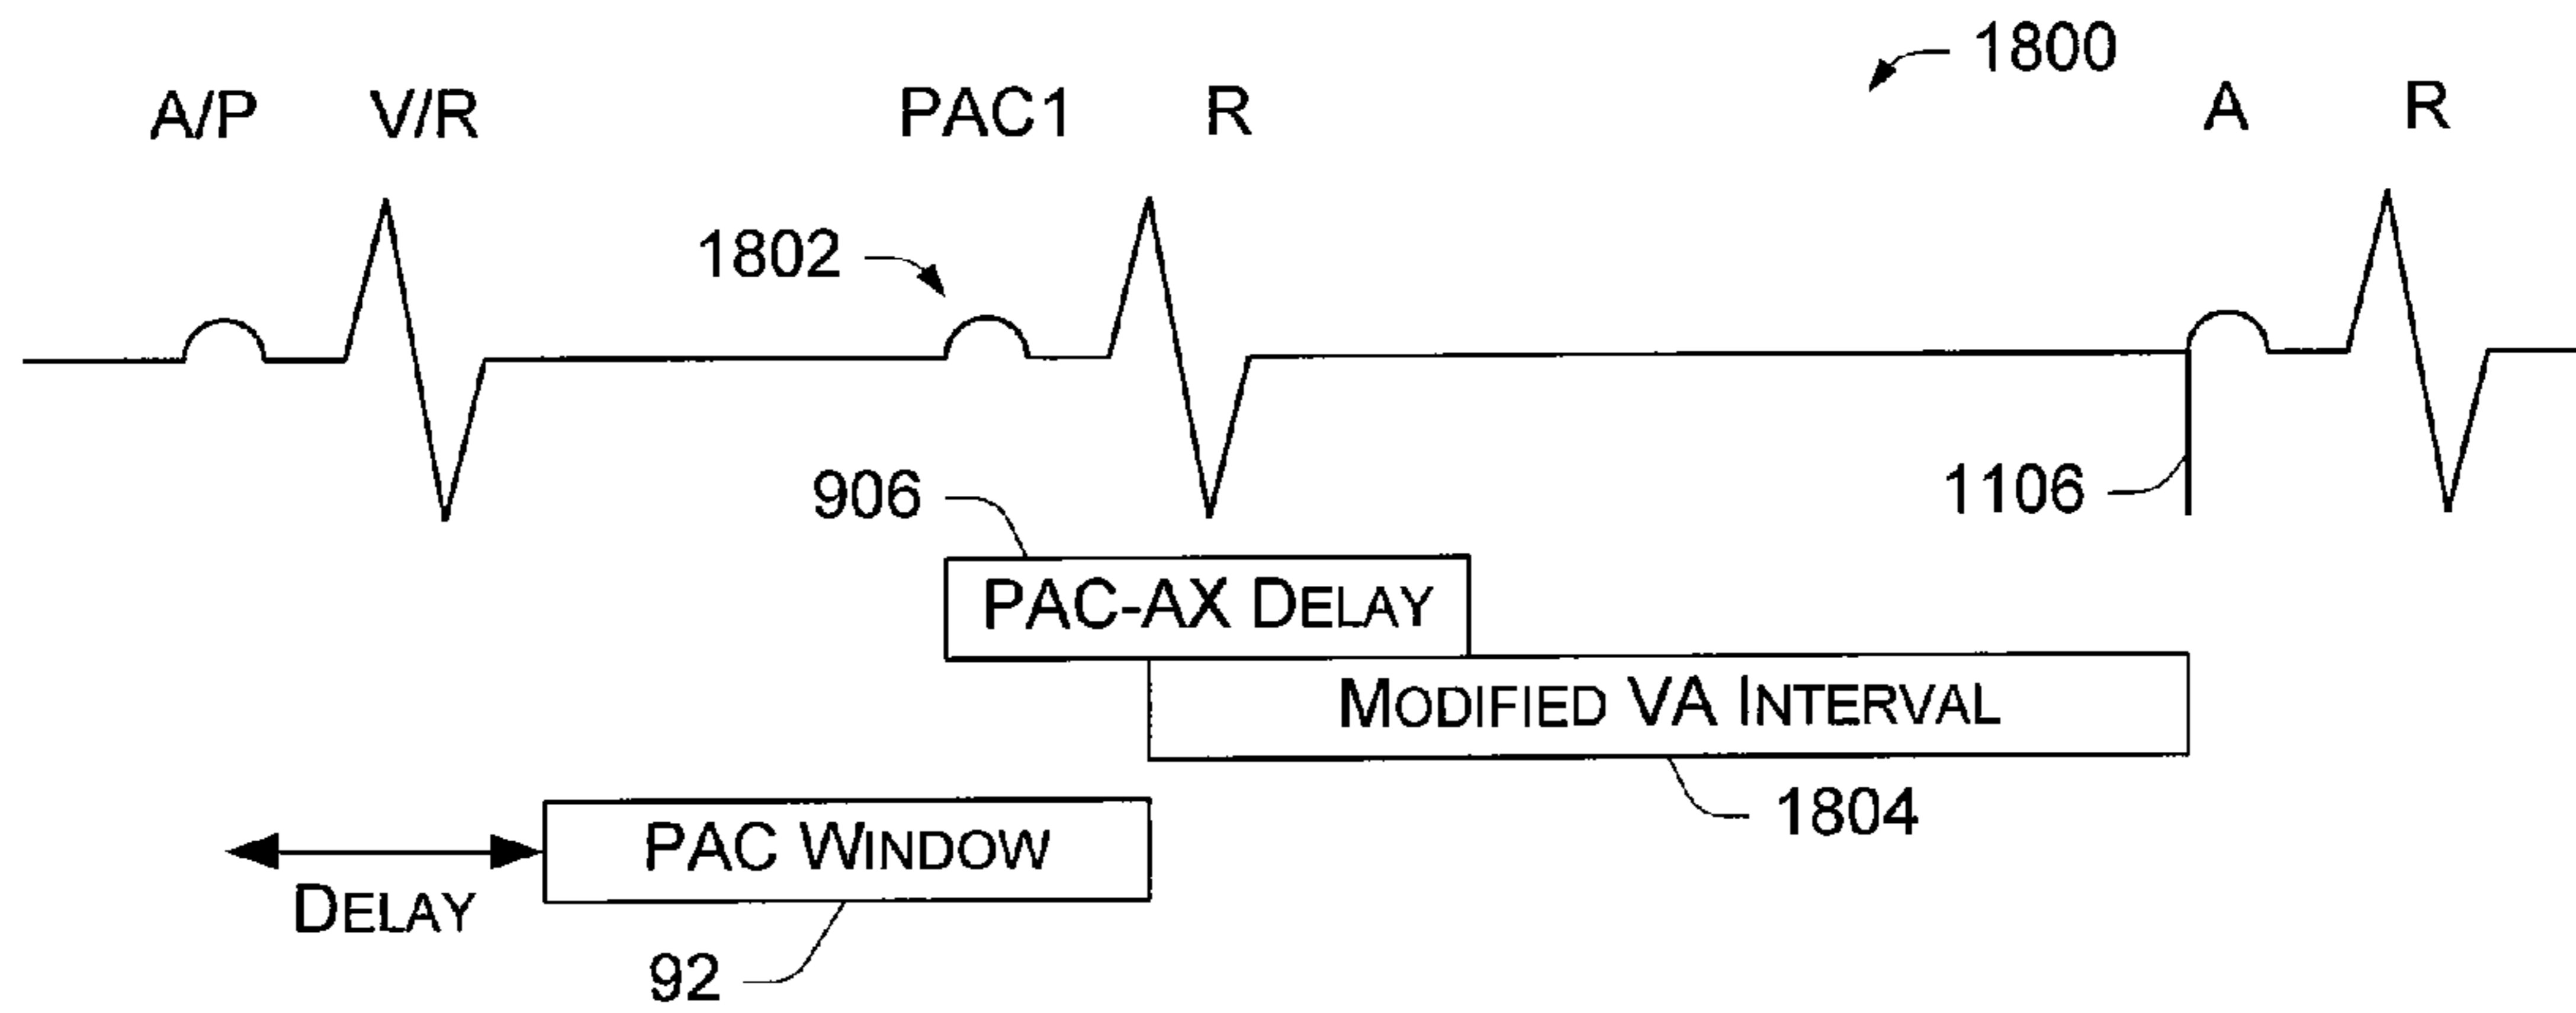 1800
A/P V/R PAC1 R A R
1802
906
1106
PAC-AX DELAY
MODIFIED VA INTERVAL
1804
PAC WINDOW
DELAY
92